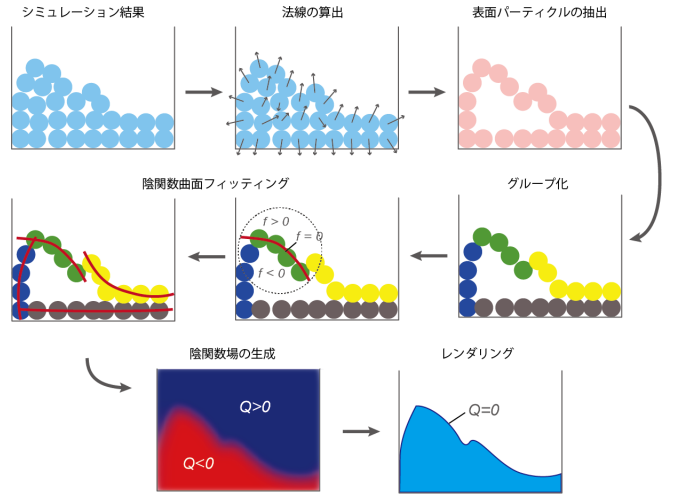 シミュレーション結果
法線の算出
表面パーティクルの抽出
グループ化
陰関数曲面フィッティング
f > 0
f = 0
f < 0
陰関数場の生成
Q>0
Q<0
レンダリング
Q=0